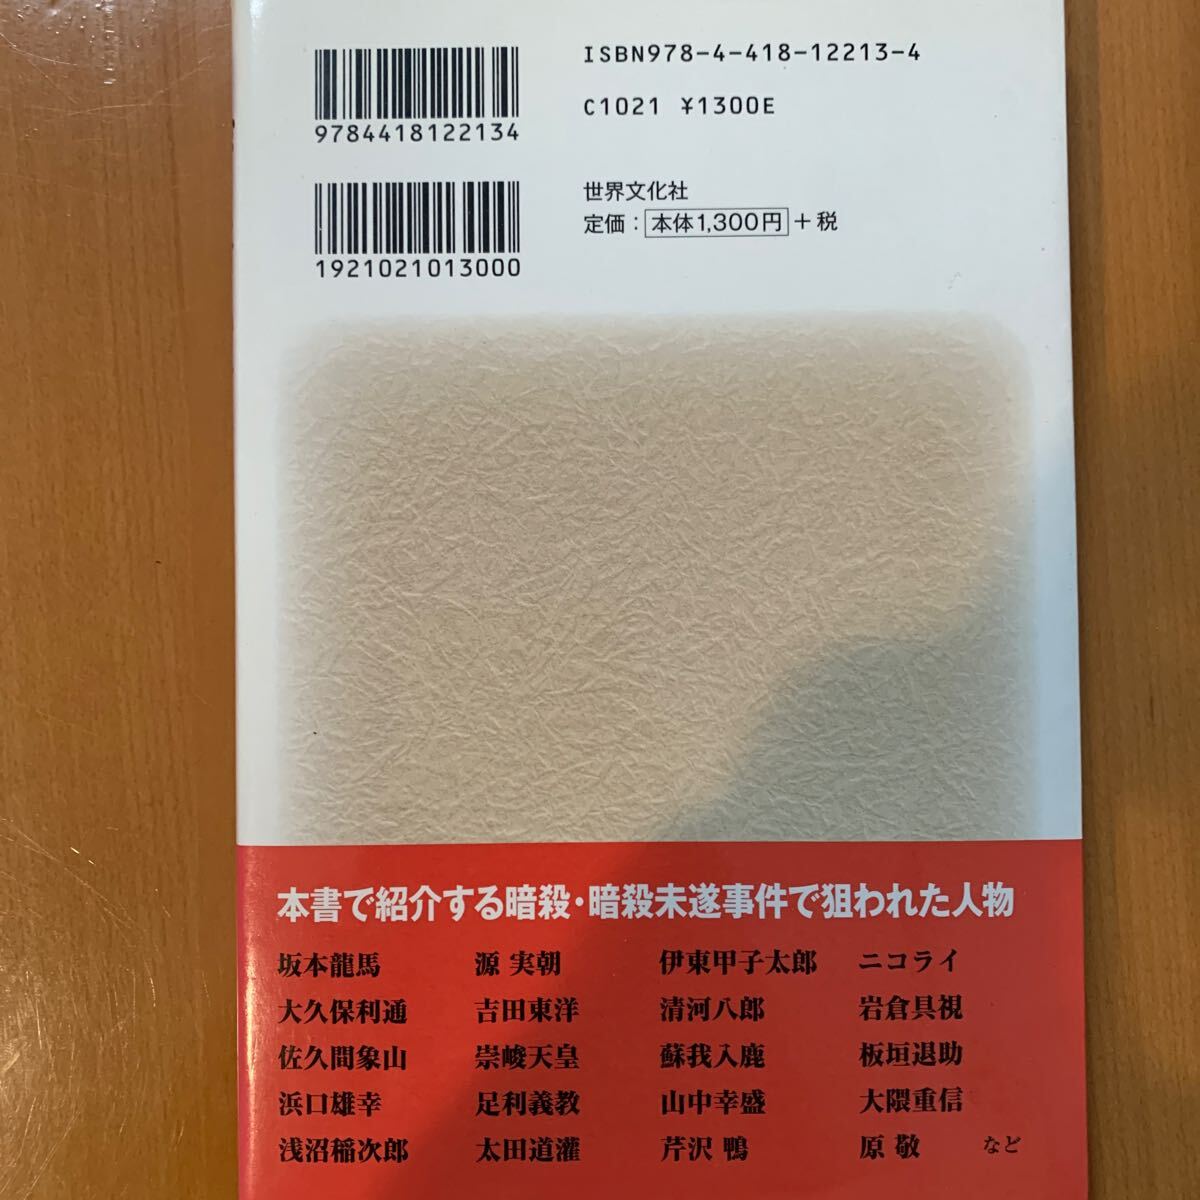 ISBN978-4-418-12213-4
C1021 ¥1300E
9784418122134
世界文化社
定価：本体1,300円+税
1921021013000
本書で紹介する暗殺・暗殺未遂事件で狙われた人物
坂本龍馬 源 実朝 伊東甲子太郎 ニコライ
大久保利通 吉田東洋 清河八郎 岩倉具視
佐久間象山 崇峻天皇 蘇我入鹿 板垣退助
浜口雄幸 足利義教 山中幸盛 大隈重信
浅沼稲次郎 太田道灌 芹沢 鴨 原 敬 など